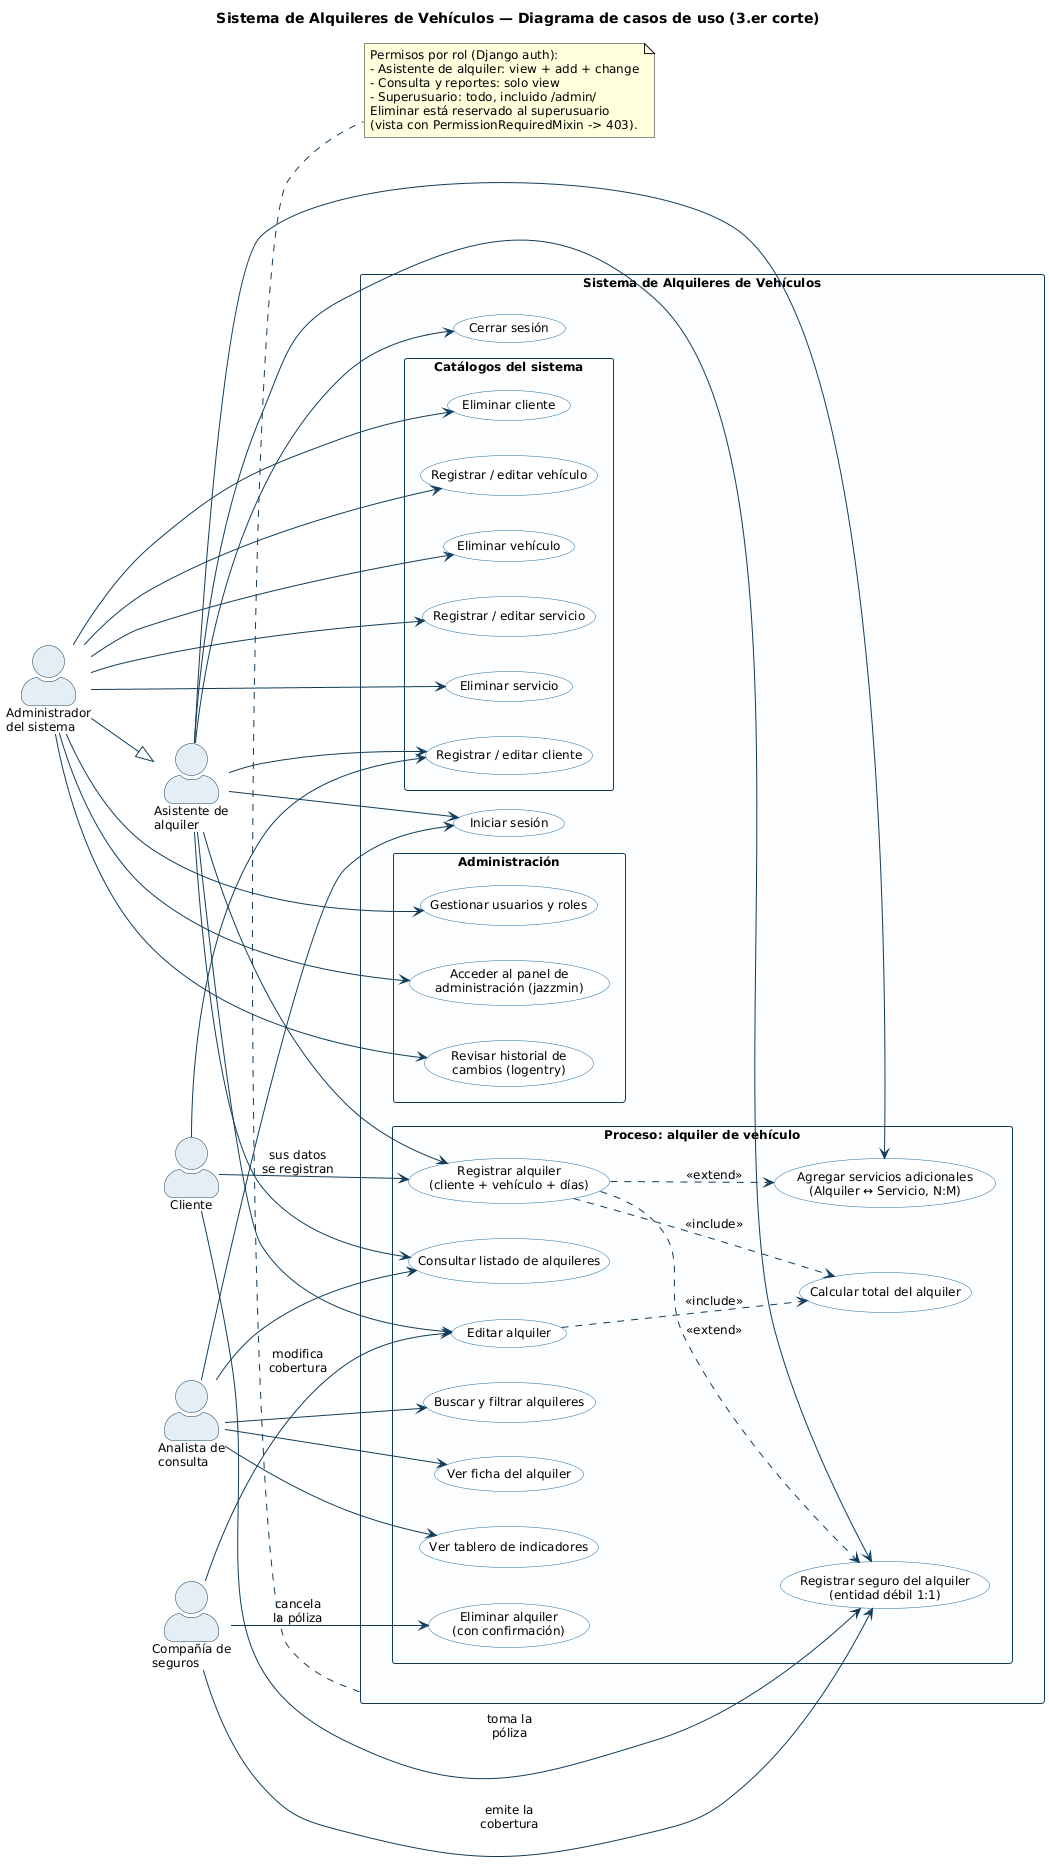 Sistema de Alquileres de Vehículos — Diagrama de casos de uso (3.er corte)
Permisos por rol (Django auth):
- Asistente de alquiler: view + add + change
- Consulta y reportes: solo view
- Superusuario: todo, incluido /admin/
Eliminar está reservado al superusuario
(vista con PermissionRequiredMixin -> 403).
Sistema de Alquileres de Vehículos
Cerrar sesión
Catálogos del sistema
Eliminar cliente
Registrar / editar vehículo
Eliminar vehículo
Registrar / editar servicio
Eliminar servicio
Registrar / editar cliente
Administrador
del sistema
Asistente de
alquiler
Iniciar sesión
Administración
Gestionar usuarios y roles
Acceder al panel de
administración (jazzmin)
Revisar historial de
cambios (logentry)
Proceso: alquiler de vehículo
Cliente
sus datos
se registran
Registrar alquiler
(cliente + vehículo + días)
«extend»
Agregar servicios adicionales
(Alquiler ↔ Servicio, N:M)
«include»
Consultar listado de alquileres
Calcular total del alquiler
«include»
Editar alquiler
«extend»
modifica
cobertura
Buscar y filtrar alquileres
Analista de
consulta
Ver ficha del alquiler
Ver tablero de indicadores
Registrar seguro del alquiler
(entidad débil 1:1)
Compañía de
seguros
cancela
la póliza
Eliminar alquiler
(con confirmación)
toma la
póliza
emite la
cobertura